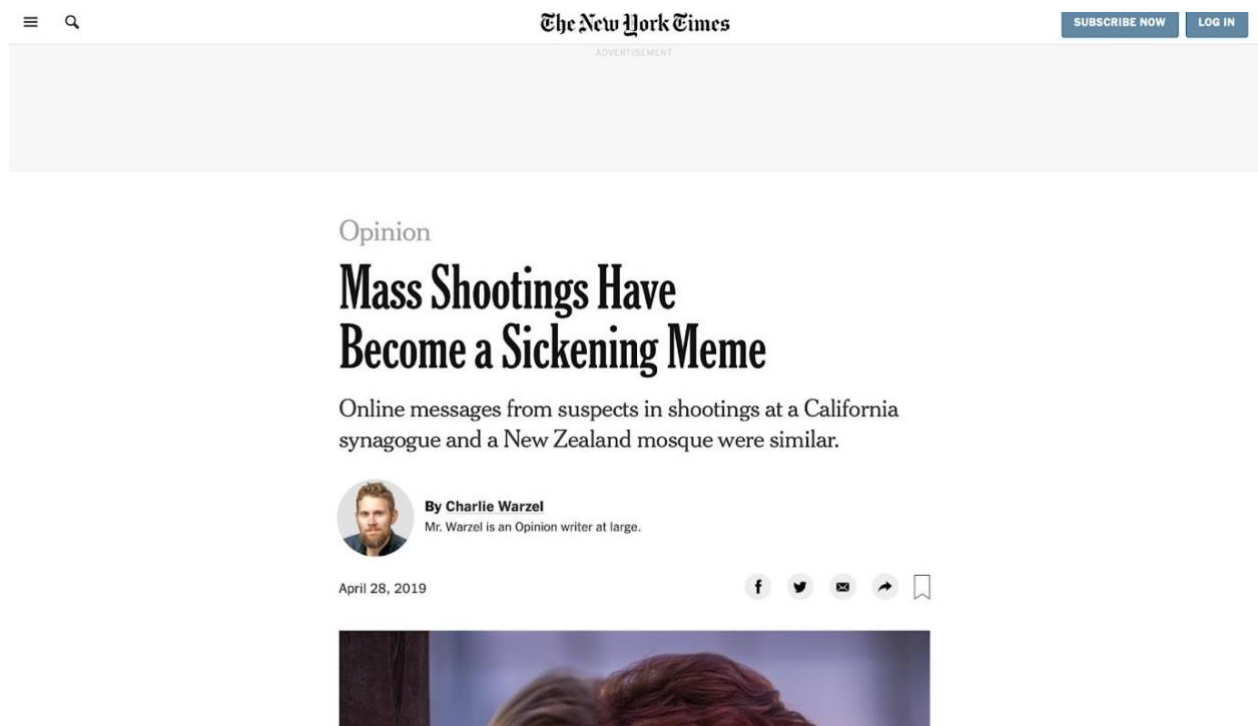 The New York Times
SUBSCRIBE NOW
LOG IN
ADVERTISEMENT
Opinion
Mass Shootings Have
Become a Sickening Meme
Online messages from suspects in shootings at a California
synagogue and a New Zealand mosque were similar.
By Charlie Warzel
Mr. Warzel is an Opinion writer at large.
April 28, 2019